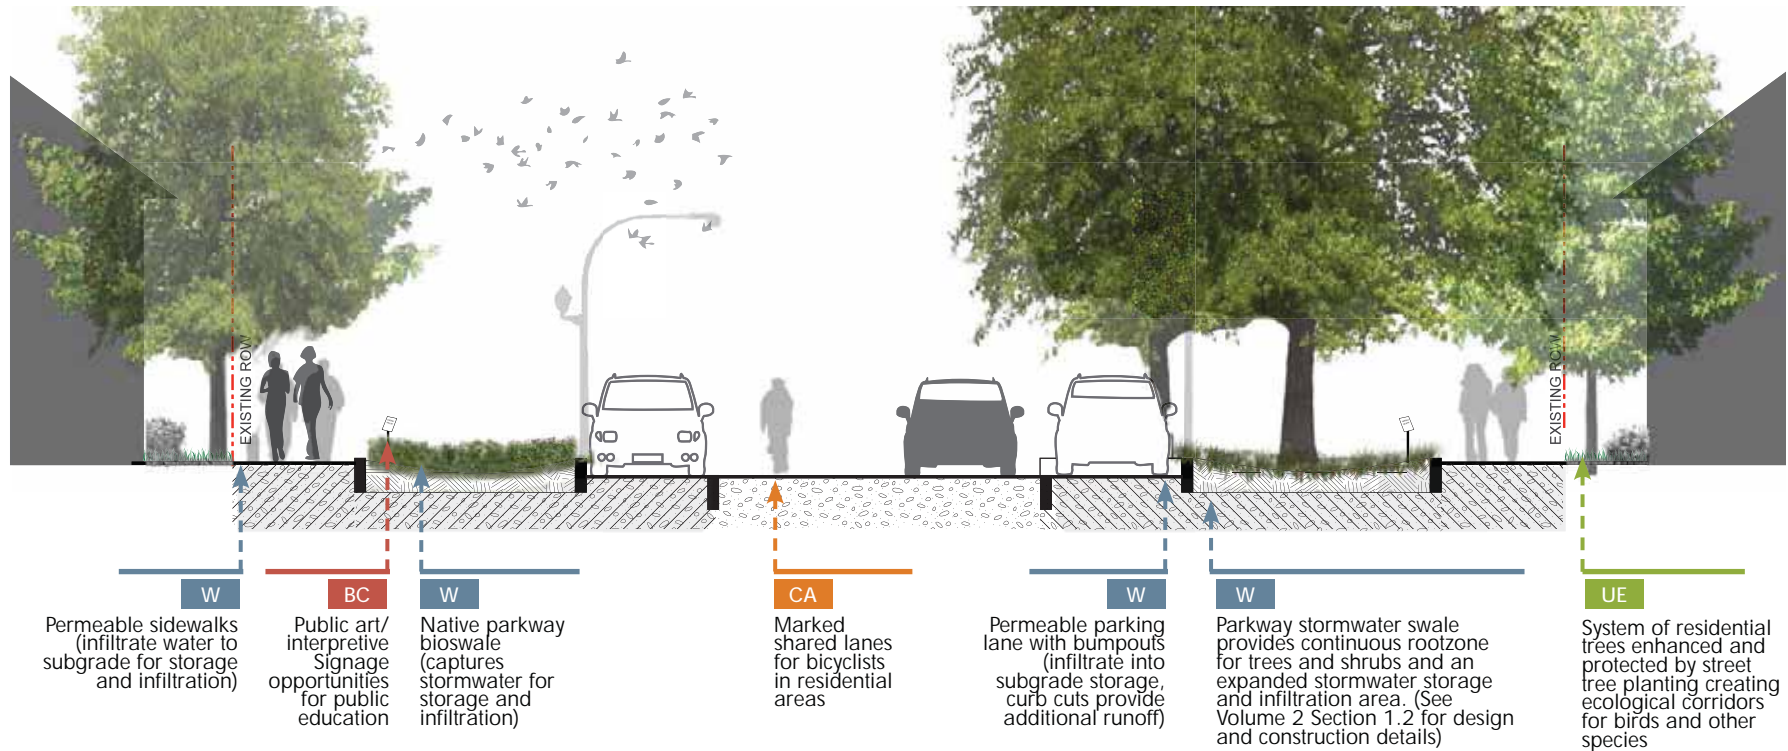 EXISTING ROW
EXISTING ROW
W
Permeable sidewalks
(infiltrate water to
subgrade for storage
and infiltration)
BC
Public art/
interpretive
Signage
opportunities
for public
education
W
Native parkway
bioswale
(captures
stormwater for
storage and
infiltration)
CA
Marked
shared lanes
for bicyclists
in residential
areas
W
Permeable parking
lane with bumpouts
(infiltrate into
subgrade storage,
curb cuts provide
additional runoff)
W
Parkway stormwater swale
provides continuous rootzone
for trees and shrubs and an
expanded stormwater storage
and infiltration area. (See
Volume 2 Section 1.2 for design
and construction details)
UE
System of residential
trees enhanced and
protected by street
tree planting creating
ecological corridors
for birds and other
species